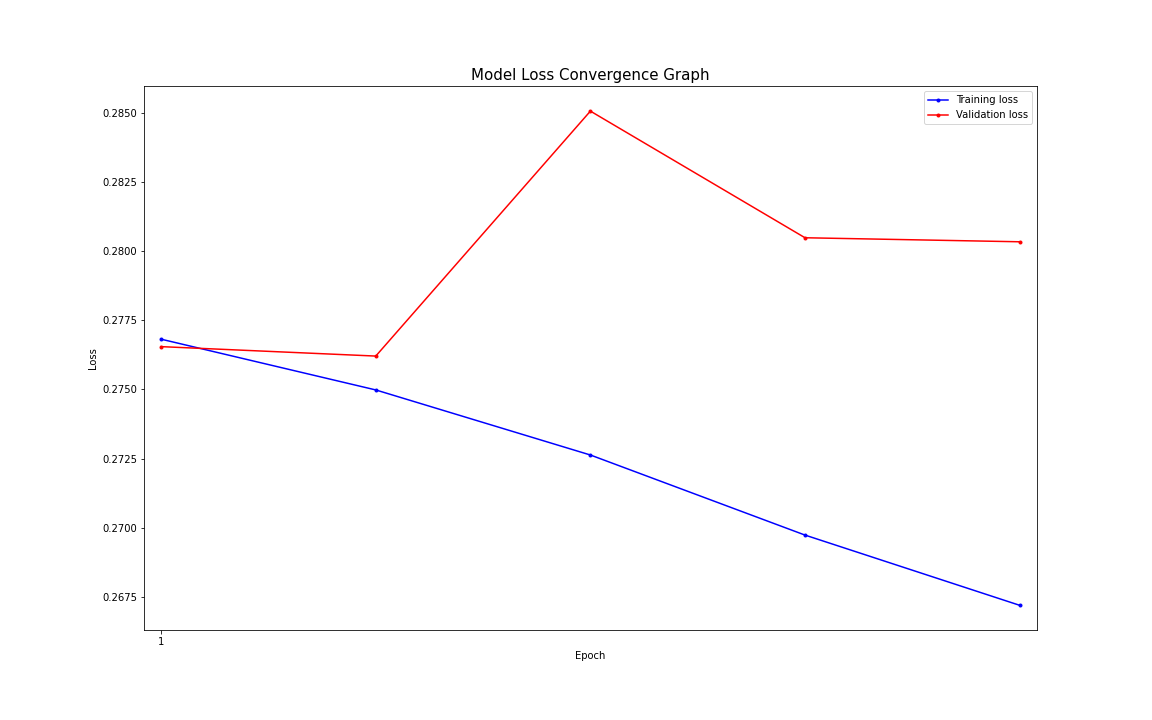 Model Loss Convergence Graph
Training loss
Validation loss
0.2850
0.2825
0.2800
0.2775
0.2750
0.2725
0.2700
0.2675
Loss
1
Epoch